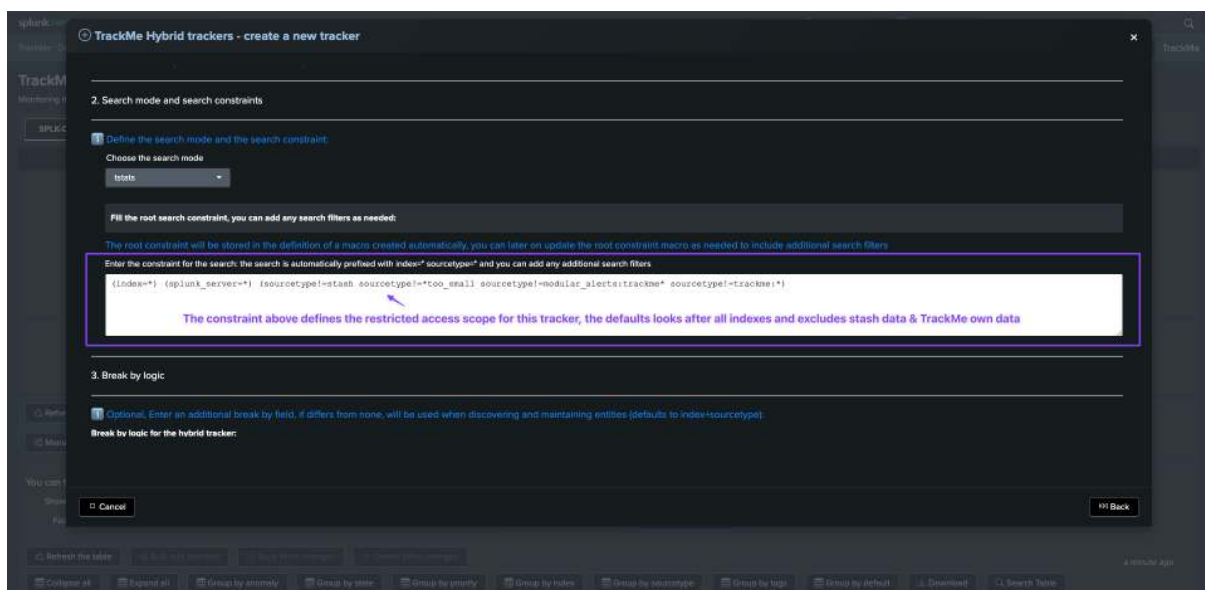 splunk
TrackMe Hybrid trackers - create a new tracker
TrackMe
TrackM
2. Search mode and search constraints
SPLK-
Define the search mode and the search constraint:
Choose the search mode
tstats
Fill the root search constraint, you can add any search filters as needed:
The root constraint will be stored in the definition of a macro created automatically, you can later on update the root constraint macro as needed to include additional search filters
Enter the constraint for the search: the search is automatically prefixed with index=* sourcetype=* and you can add any additional search filters
(index=*) (splunk_server=*) (sourcetype!=stash sourcetype!=*too_small sourcetype!=modular_alerts:trackme* sourcetype!=trackme:*)
The constraint above defines the restricted access scope for this tracker, the defaults looks after all indexes and excludes stash data & TrackMe own data
3. Break by logic
Optional, Enter an additional break by field, if differs from none, will be used when discovering and maintaining entities (defaults to index+sourcetype):
Break by logic for the hybrid tracker:
You can
Cancel
Back
Refresh the table
a minute ago
Collapse all Expand all Group by anomaly Group by state Group by priority Group by index Group by sourcetype Group by tags Group by default Download Search Table